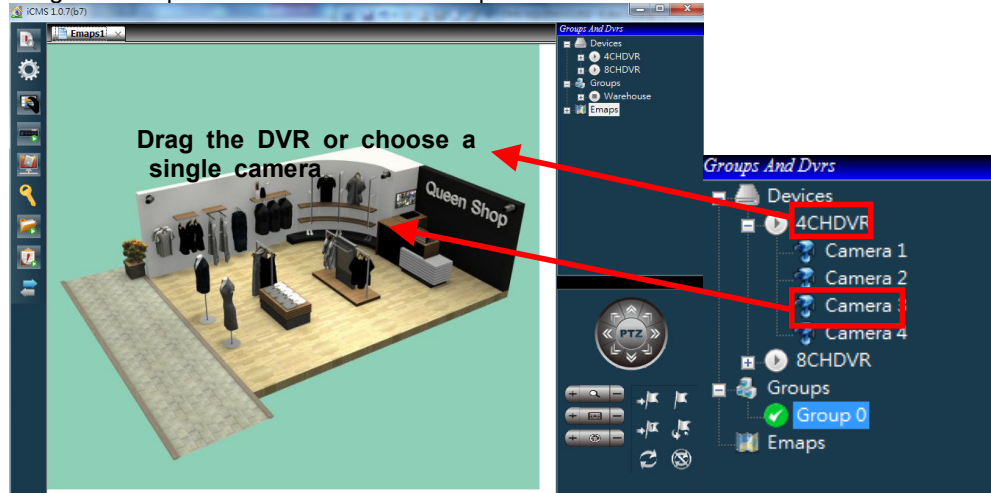 iCMS 1.0.7(b7)
Emaps1
Groups And Dvrs
Devices
4CHDVR
8CHDVR
Groups
Warehouse
Emaps
Drag the DVR or choose a
single camera
Queen Shop
PTZ
Groups And Dvrs
Devices
4CHDVR
Camera 1
Camera 2
Camera 3
Camera 4
8CHDVR
Groups
Group 0
Emaps